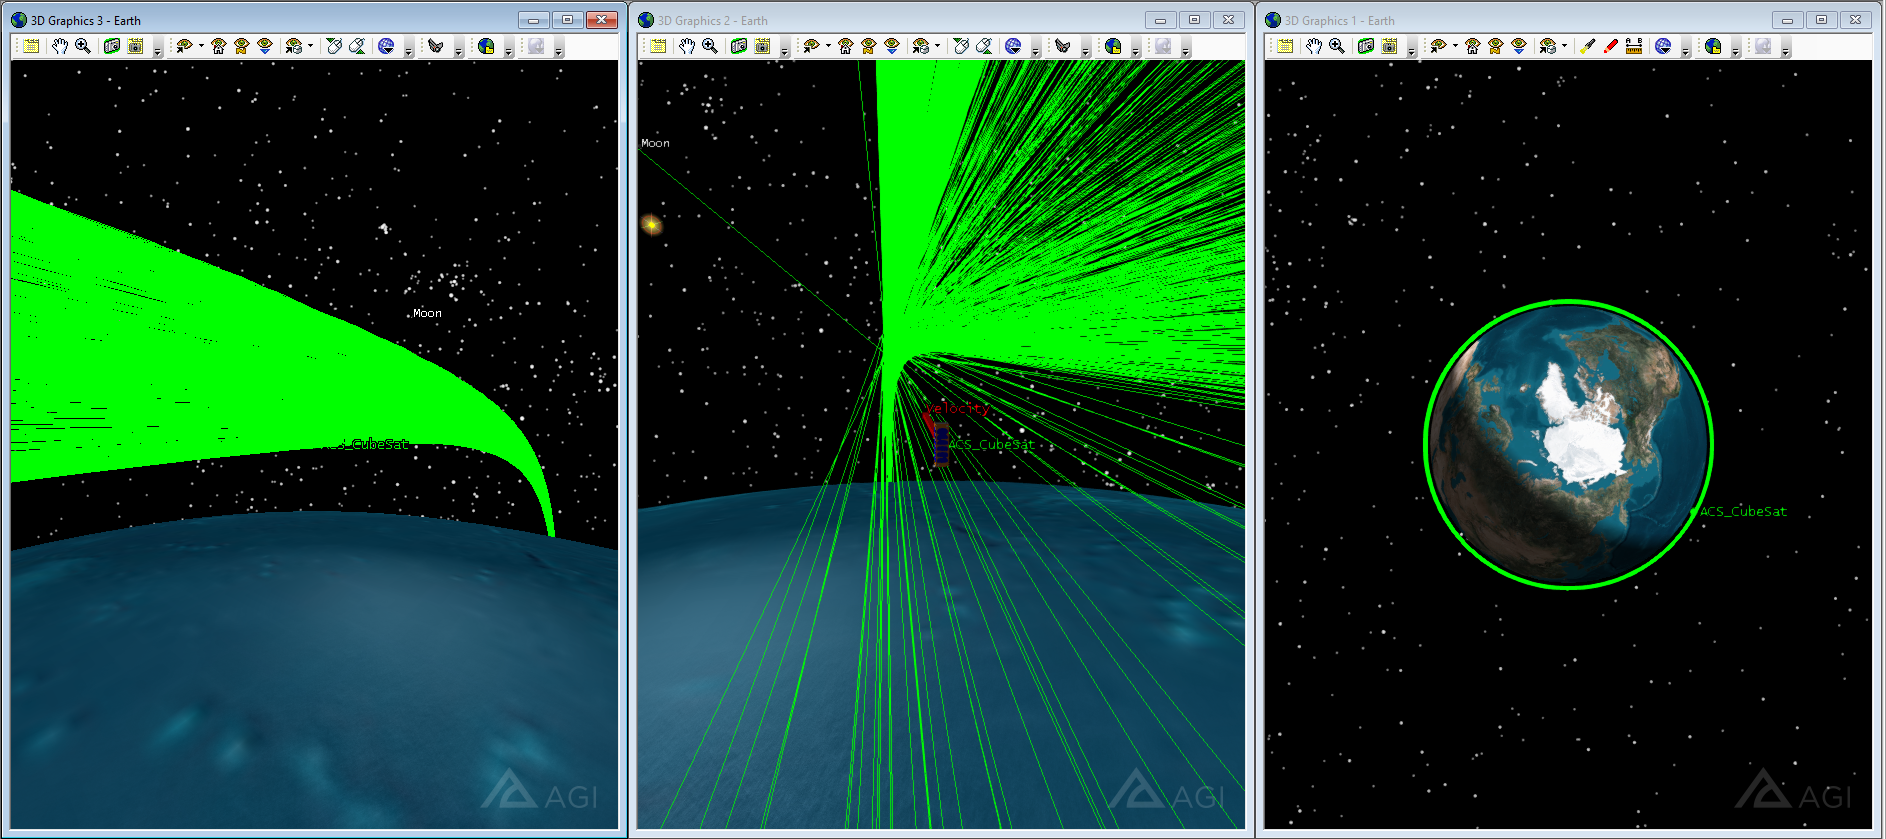 3D Graphics 3 - Earth
Moon
CubeSat
AGI
3D Graphics 2 - Earth
Moon
Velocity
ACS_CubeSat
AGI
3D Graphics 1 - Earth
ACS_CubeSat
AGI